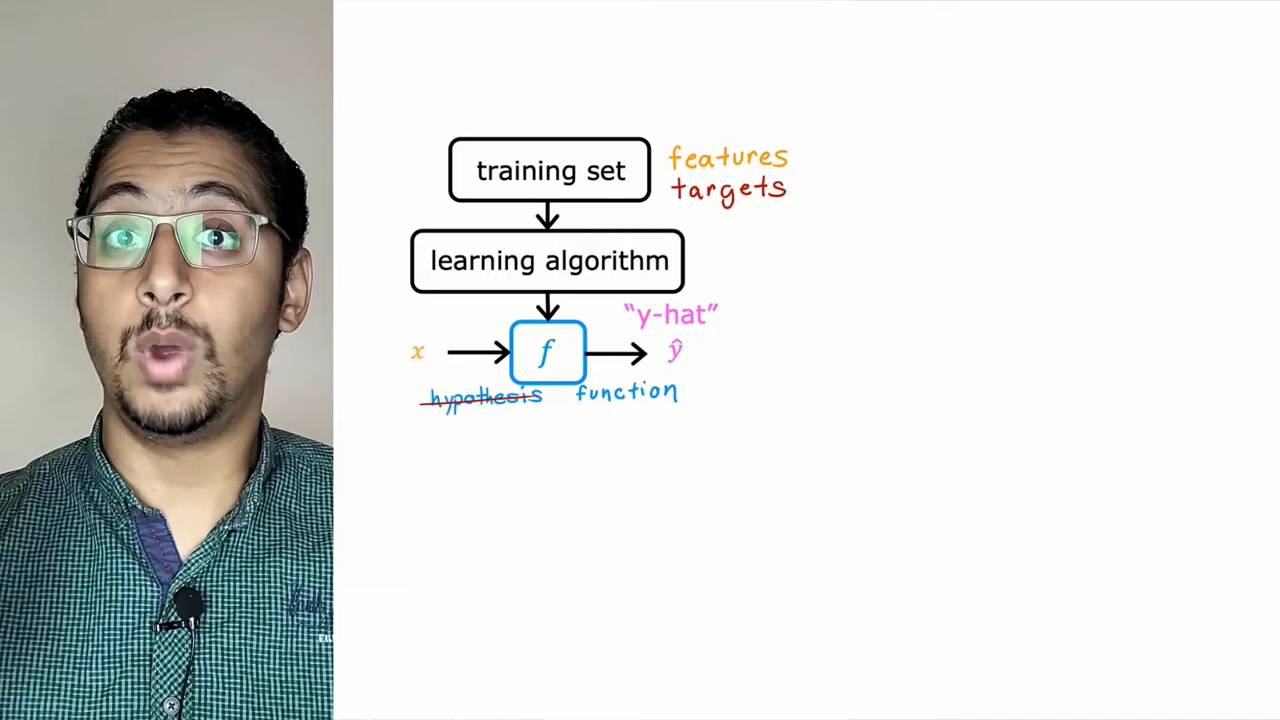 training set
features
targets
learning algorithm
“y-hat”
x
f
ŷ
hypothesis function